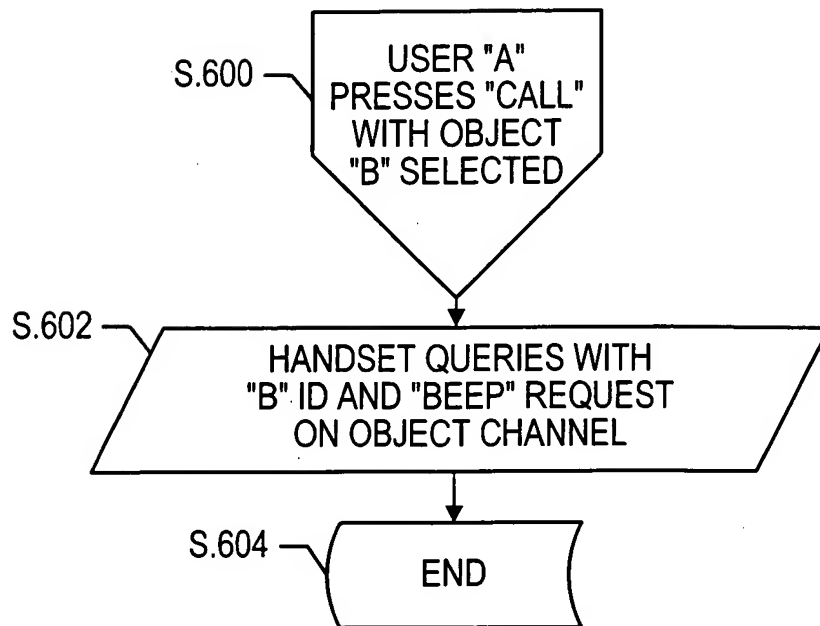 S.600
USER "A"
PRESSES "CALL"
WITH OBJECT
"B" SELECTED
S.602
HANDSET QUERIES WITH
"B" ID AND "BEEP" REQUEST
ON OBJECT CHANNEL
S.604
END